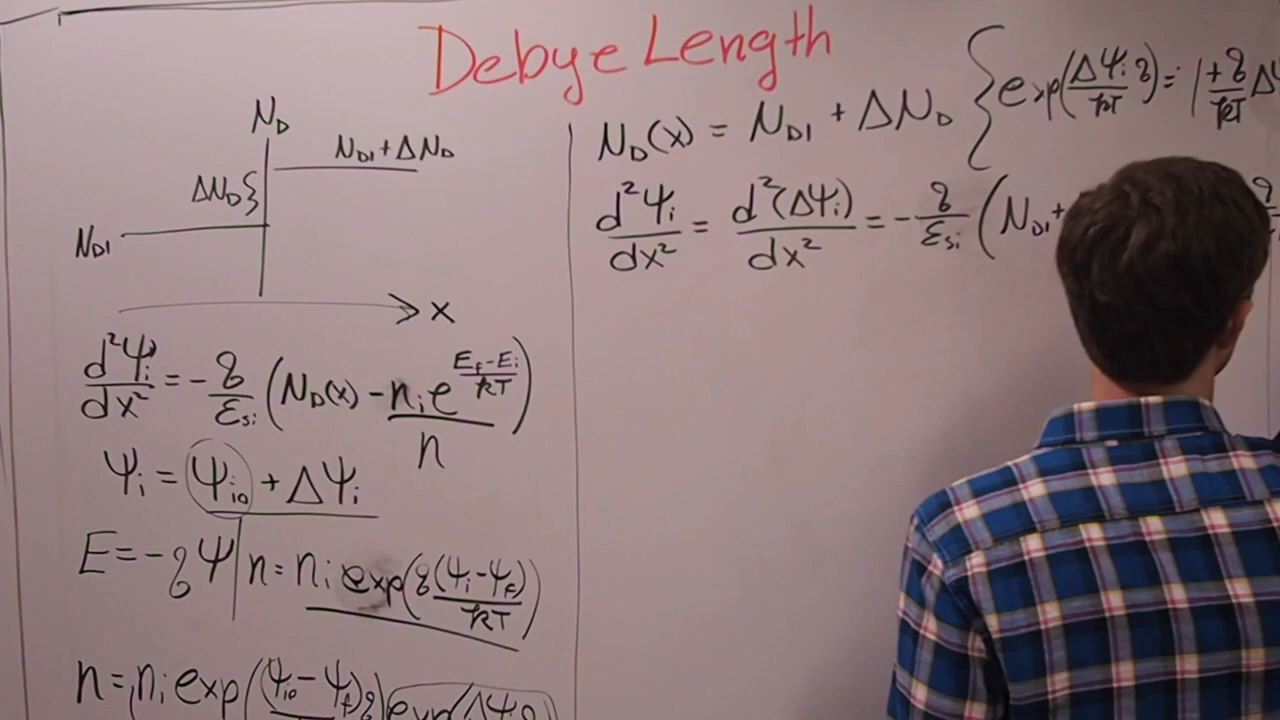 Debye Length
N_D
N_D1 + ΔN_D
ΔN_D {
N_D1
x
d²Ψ_i/dx² = -q/ε_si (N_D(x) - n_i e^((E_f-E_i)/kT))
n
Ψ_i = Ψ_i0 + ΔΨ_i
E = -qΨ
n = n_i exp(q(Ψ_i-Ψ_f)/kT)
n = n_i exp((Ψ_i0-Ψ_f)q) exp(ΔΨ_i q)
N_D(x) = N_D1 + ΔN_D { exp(ΔΨ_i q/kT) = 1 + q/kT ΔΨ
d²Ψ_i/dx² = d²(ΔΨ_i)/dx² = -q/ε_si (N_D1 + q